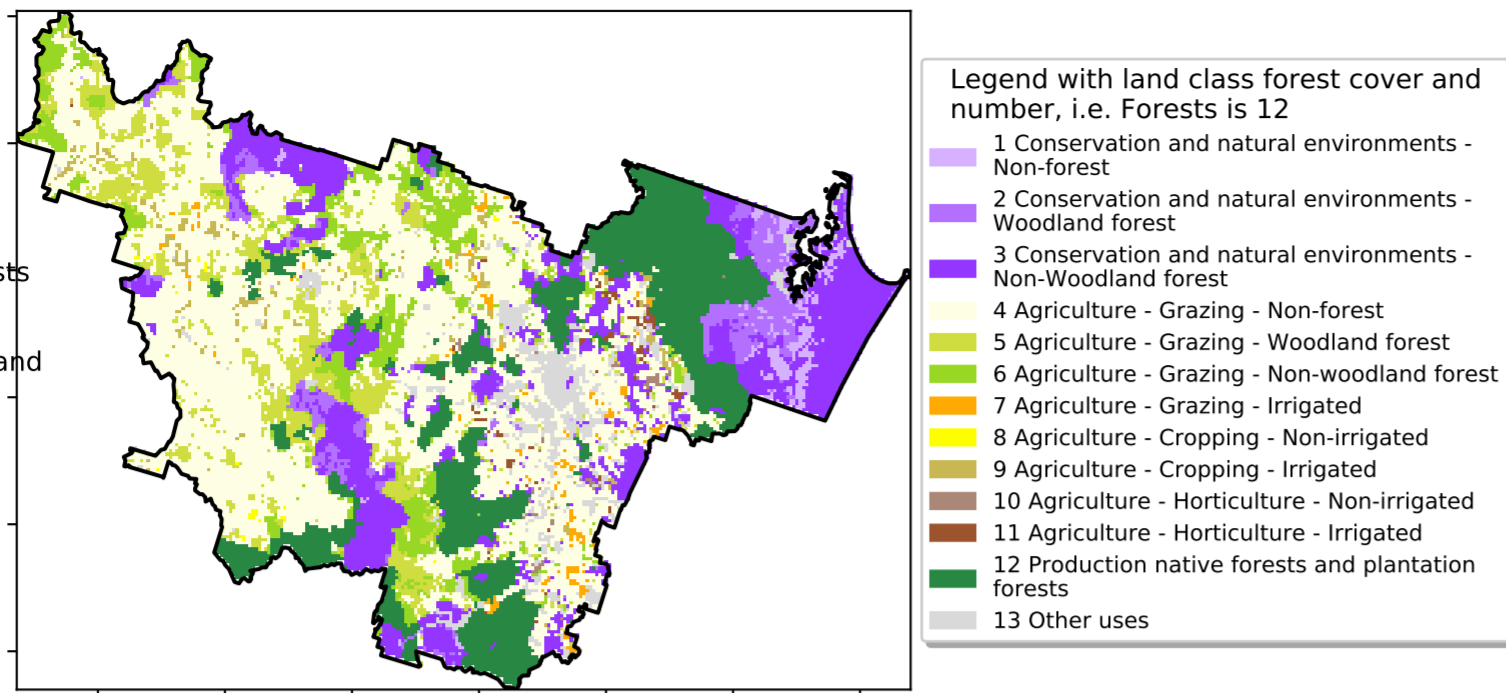 Legend with land class forest cover and
number, i.e. Forests is 12
1 Conservation and natural environments -
Non-forest
2 Conservation and natural environments -
Woodland forest
3 Conservation and natural environments -
Non-Woodland forest
4 Agriculture - Grazing - Non-forest
5 Agriculture - Grazing - Woodland forest
6 Agriculture - Grazing - Non-woodland forest
7 Agriculture - Grazing - Irrigated
8 Agriculture - Cropping - Non-irrigated
9 Agriculture - Cropping - Irrigated
10 Agriculture - Horticulture - Non-irrigated
11 Agriculture - Horticulture - Irrigated
12 Production native forests and plantation
forests
13 Other uses